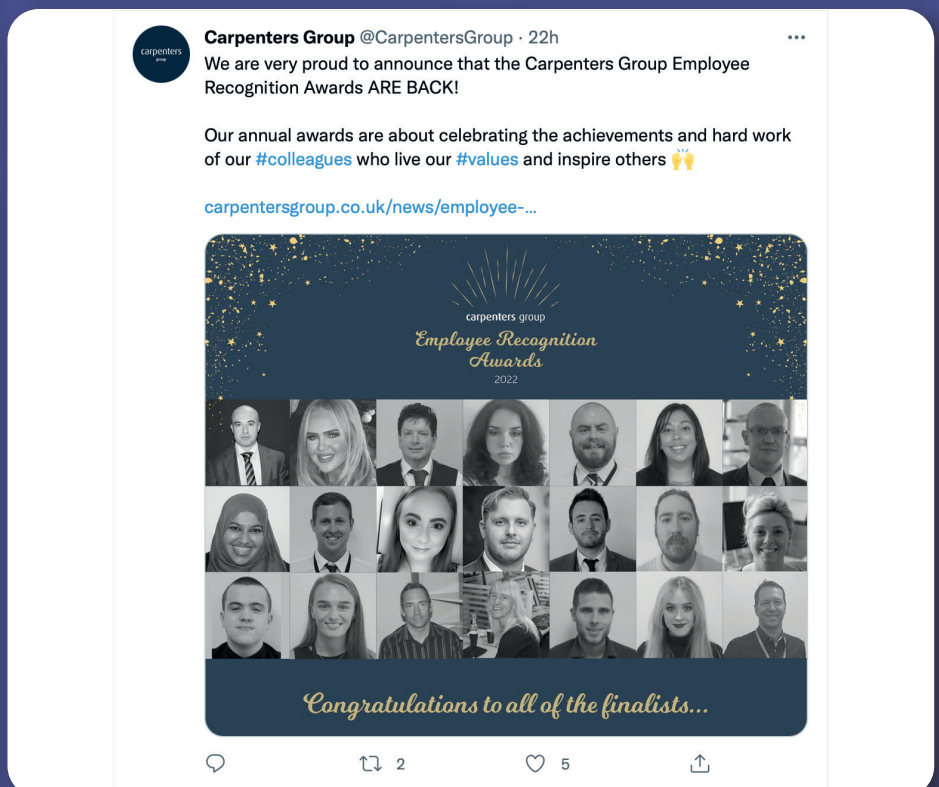 carpenters
group
Carpenters Group @CarpentersGroup · 22h
We are very proud to announce that the Carpenters Group Employee
Recognition Awards ARE BACK!
Our annual awards are about celebrating the achievements and hard work
of our #colleagues who live our #values and inspire others 🙌
carpentersgroup.co.uk/news/employee-...
carpenters group
Employee Recognition
Awards
2022
Congratulations to all of the finalists...
2
5